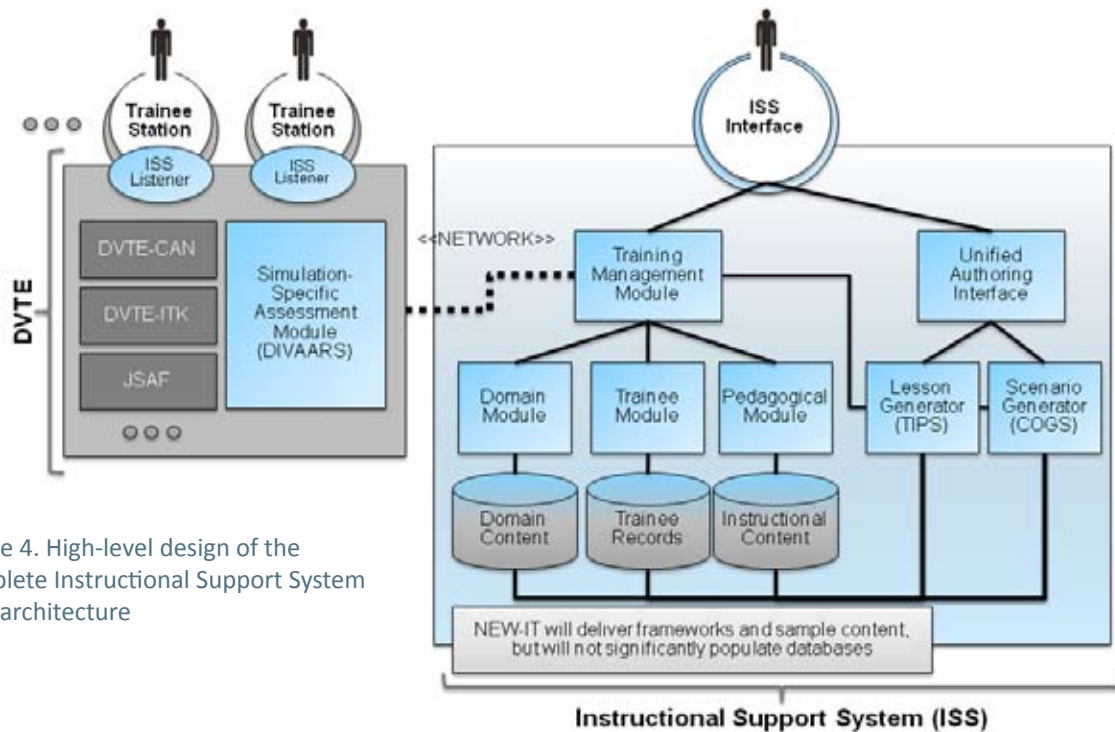 Trainee
Station
Trainee
Station
ISS
Interface
ISS
Listener
ISS
Listener
DVTE
DVTE-CAN
DVTE-ITK
JSAF
Simulation-
Specific
Assessment
Module
(DIVAARS)
<<NETWORK>>
Training
Management
Module
Unified
Authoring
Interface
Domain
Module
Trainee
Module
Pedagogical
Module
Lesson
Generator
(TIPS)
Scenario
Generator
(COGS)
Domain
Content
Trainee
Records
Instructional
Content
e 4. High-level design of the
plete Instructional Support System
architecture
NEW-IT will deliver frameworks and sample content,
but will not significantly populate databases
Instructional Support System (ISS)